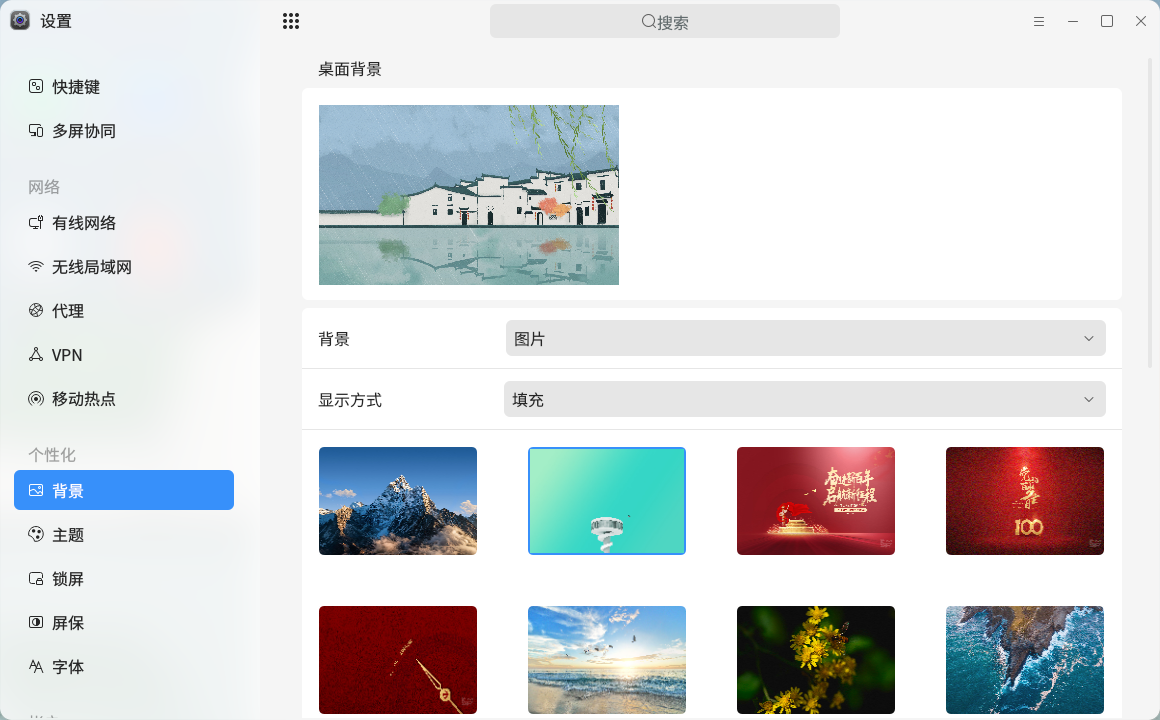 设置
搜索
快捷键
多屏协同
网络
有线网络
无线局域网
代理
VPN
移动热点
个性化
背景
主题
锁屏
屏保
字体
桌面背景
背景
图片
显示方式
填充
奋进新百年
启航新征程
100